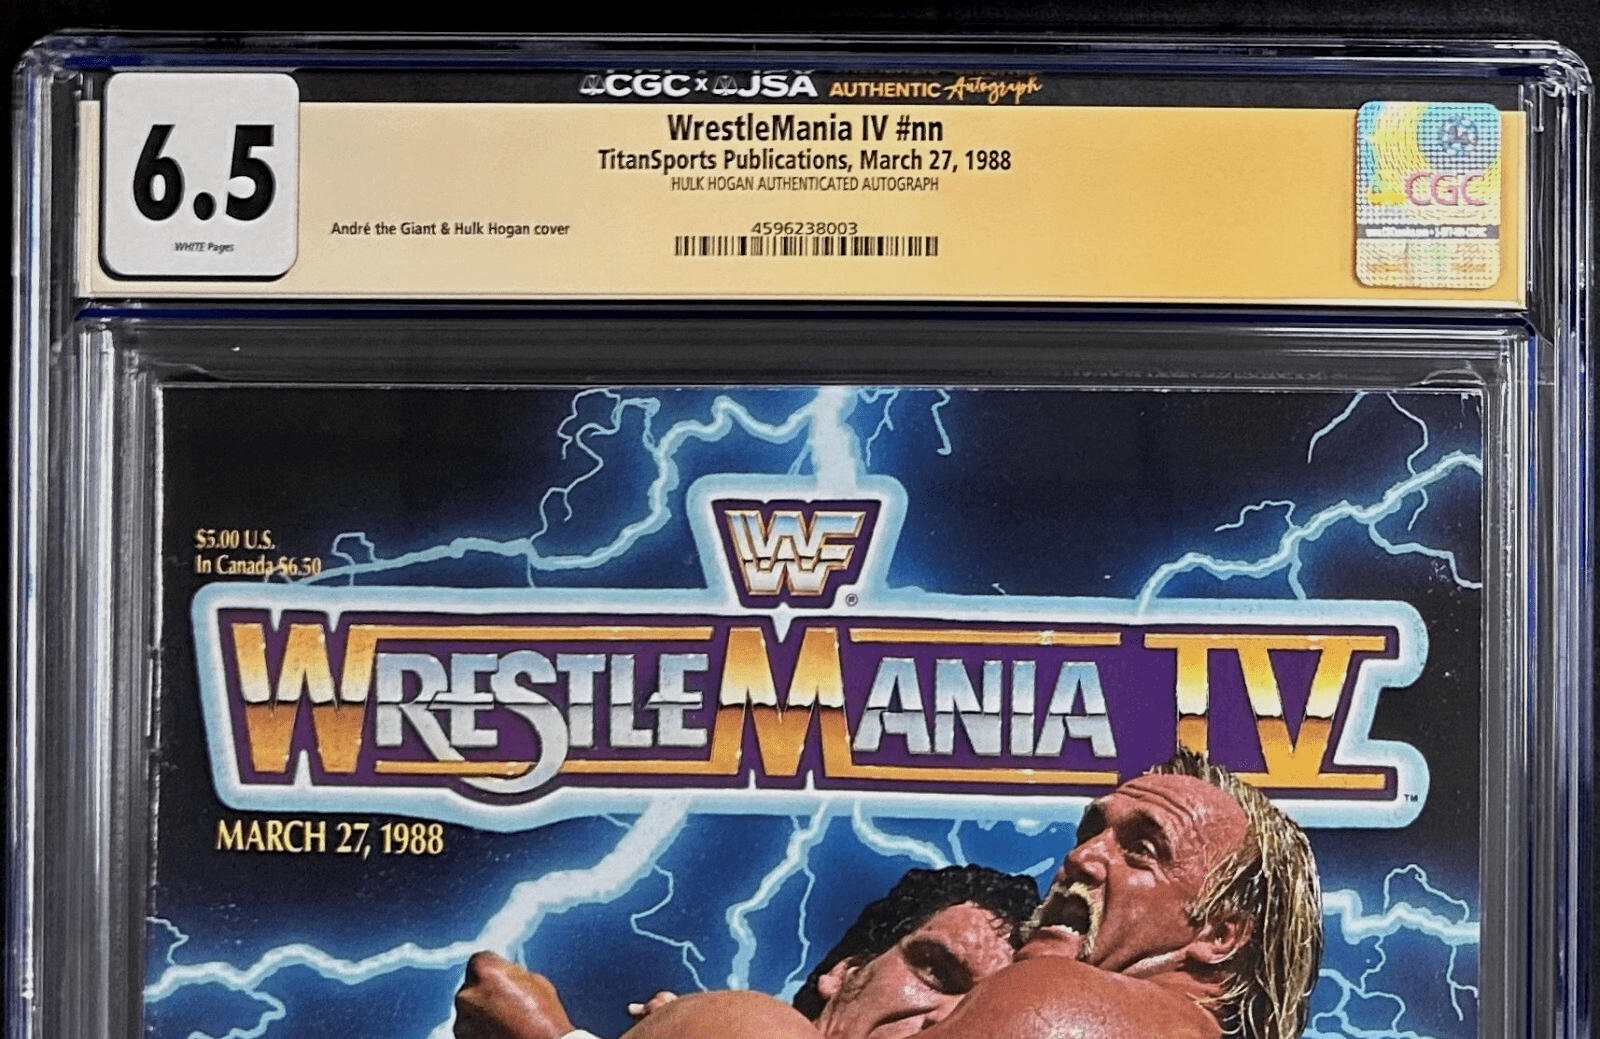 CGC x JSA AUTHENTIC Autograph
6.5
WHITE Pages
WrestleMania IV #nn
TitanSports Publications, March 27, 1988
HULK HOGAN AUTHENTICATED AUTOGRAPH
André the Giant & Hulk Hogan cover
4596238003
CGC
$5.00 U.S.
In Canada $6.50
WF ®
WRESTLEMANIA IV ™
MARCH 27, 1988